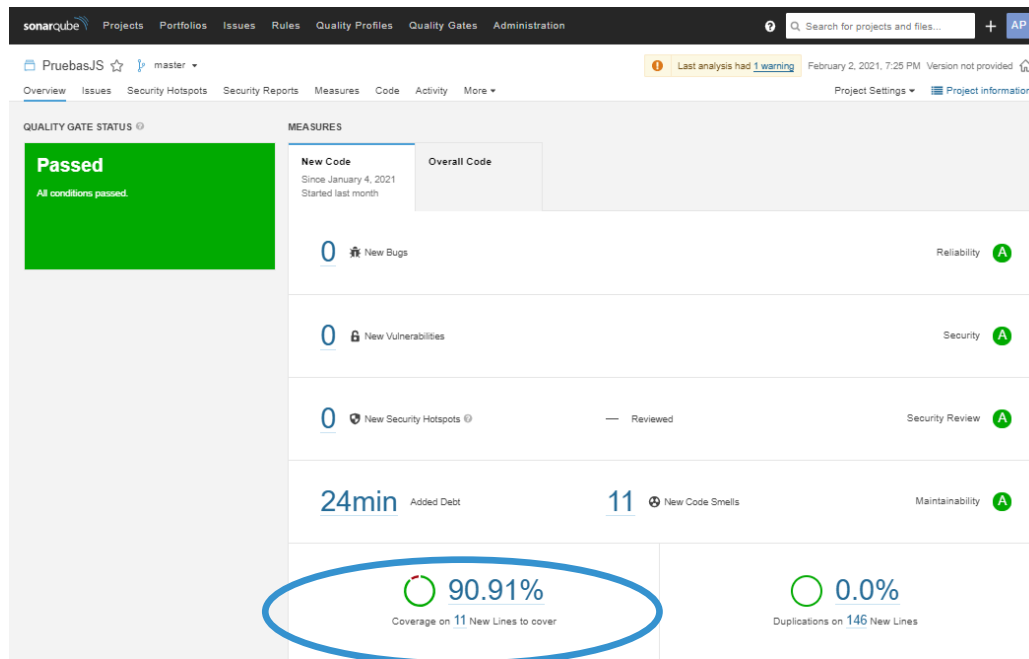 sonarqube Projects Portfolios Issues Rules Quality Profiles Quality Gates Administration Search for projects and files... AP
PruebasJS master Last analysis had 1 warning February 2, 2021, 7:25 PM Version not provided
Overview Issues Security Hotspots Security Reports Measures Code Activity More Project Settings Project information
QUALITY GATE STATUS
MEASURES
Passed
All conditions passed.
New Code
Since January 4, 2021
Started last month
Overall Code
0 New Bugs Reliability A
0 New Vulnerabilities Security A
0 New Security Hotspots — Reviewed Security Review A
24min Added Debt 11 New Code Smells Maintainability A
90.91%
Coverage on 11 New Lines to cover
0.0%
Duplications on 146 New Lines